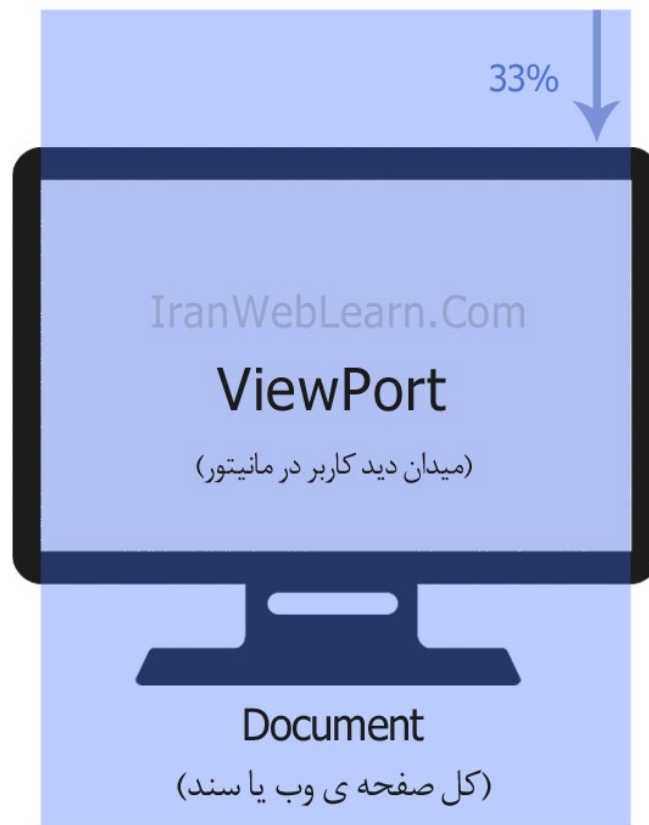 33%
IranWebLearn.Com
ViewPort
(میدان دید کاربر در مانیتور)
Document
(کل صفحه ی وب یا سند)